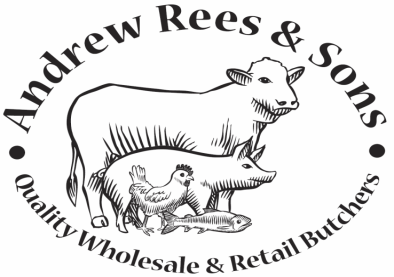 Andrew Rees & Sons
Quality Wholesale & Retail Butchers